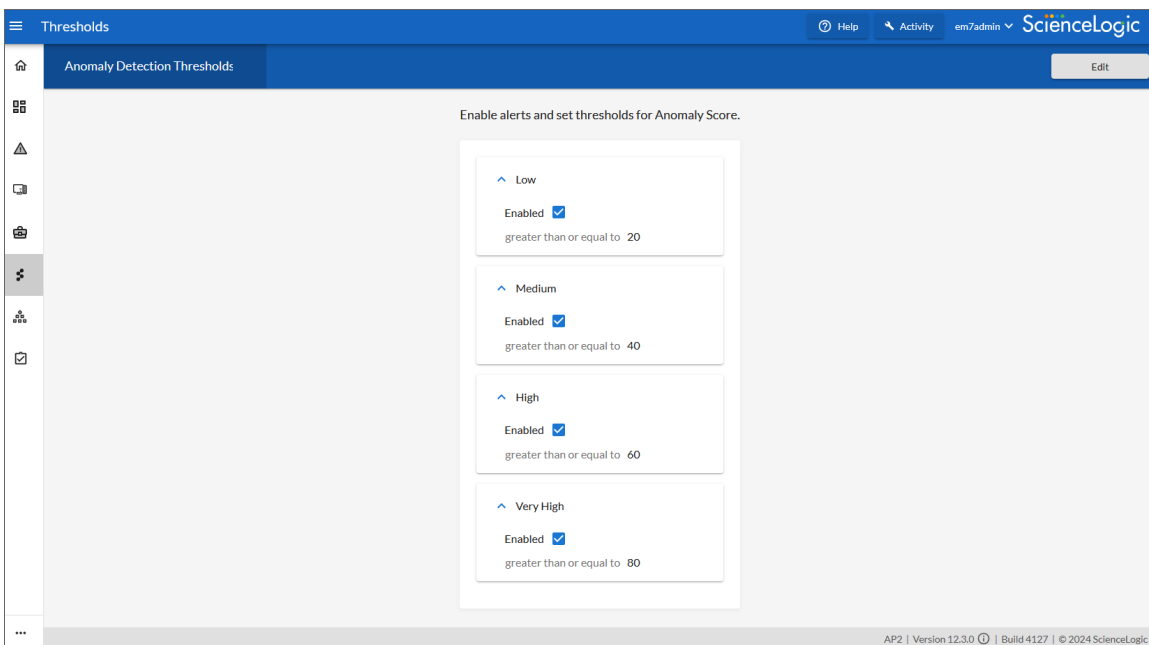 Thresholds
Help
Activity
em7admin
ScienceLogic
Anomaly Detection Thresholds
Edit
Enable alerts and set thresholds for Anomaly Score.
Low
Enabled
greater than or equal to 20
Medium
Enabled
greater than or equal to 40
High
Enabled
greater than or equal to 60
Very High
Enabled
greater than or equal to 80
AP2 | Version 12.3.0 | Build 4127 | © 2024 ScienceLogic